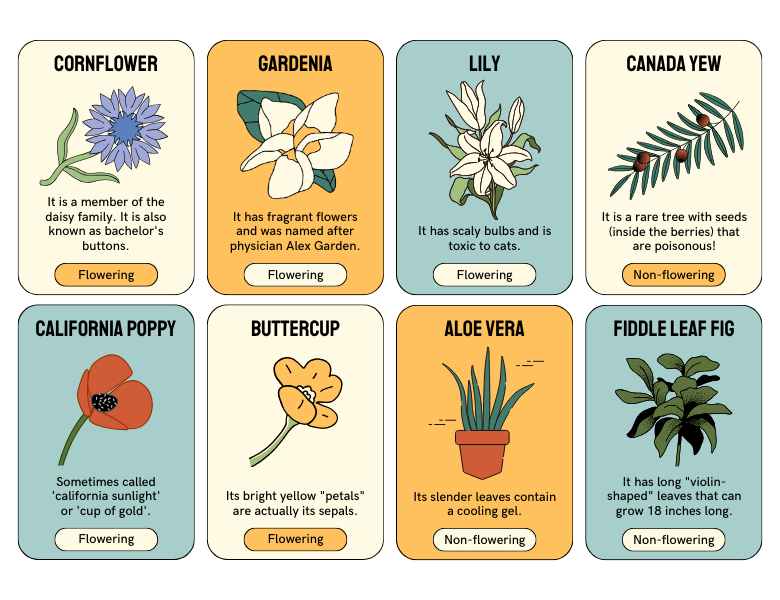 CORNFLOWER
It is a member of the
daisy family. It is also
known as bachelor's
buttons.
Flowering
GARDENIA
It has fragrant flowers
and was named after
physician Alex Garden.
Flowering
LILY
It has scaly bulbs and is
toxic to cats.
Flowering
CANADA YEW
It is a rare tree with seeds
(inside the berries) that
are poisonous!
Non-flowering
CALIFORNIA POPPY
Sometimes called
'california sunlight'
or 'cup of gold'.
Flowering
BUTTERCUP
Its bright yellow "petals"
are actually its sepals.
Flowering
ALOE VERA
Its slender leaves contain
a cooling gel.
Non-flowering
FIDDLE LEAF FIG
It has long "violin-
shaped" leaves that can
grow 18 inches long.
Non-flowering